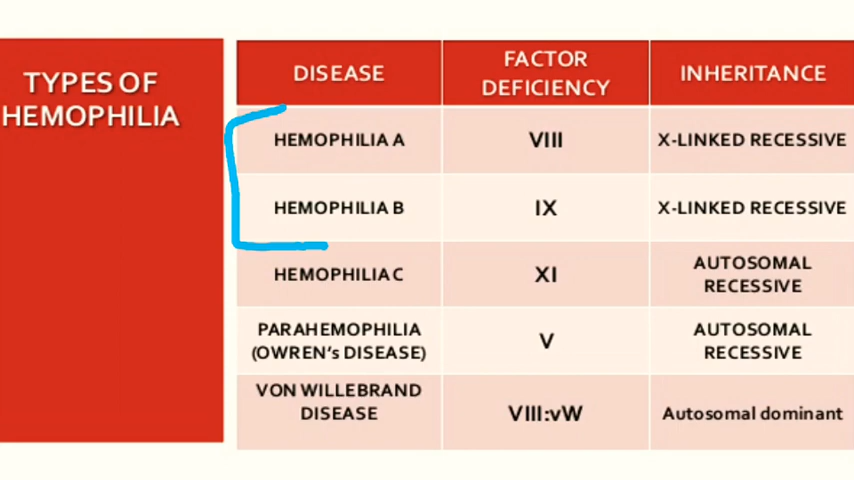 TYPES OF
HEMOPHILIA
DISEASE
FACTOR
DEFICIENCY
INHERITANCE
HEMOPHILIA A
VIII
X-LINKED RECESSIVE
HEMOPHILIA B
IX
X-LINKED RECESSIVE
HEMOPHILIA C
XI
AUTOSOMAL
RECESSIVE
PARAHEMOPHILIA
(OWREN's DISEASE)
V
AUTOSOMAL
RECESSIVE
VON WILLEBRAND
DISEASE
VIII:vW
Autosomal dominant